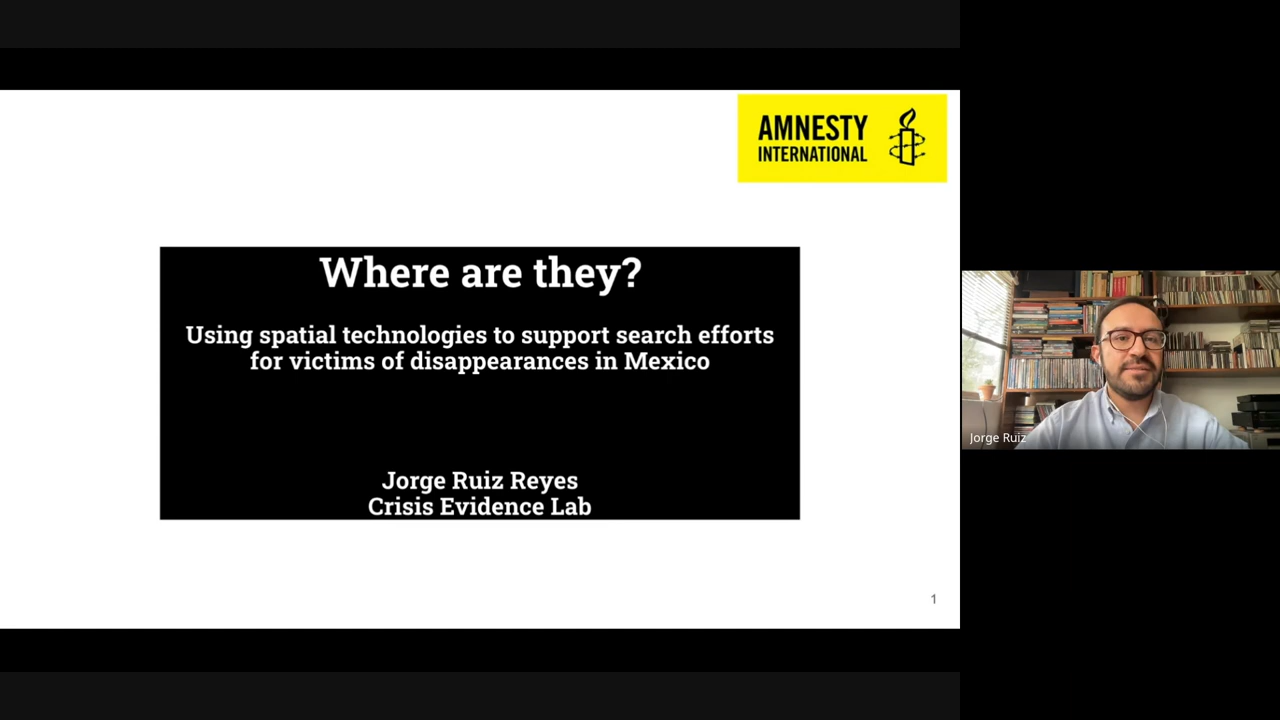 AMNESTY
INTERNATIONAL
Where are they?
Using spatial technologies to support search efforts
for victims of disappearances in Mexico
Jorge Ruiz Reyes
Crisis Evidence Lab
1
Jorge Ruiz